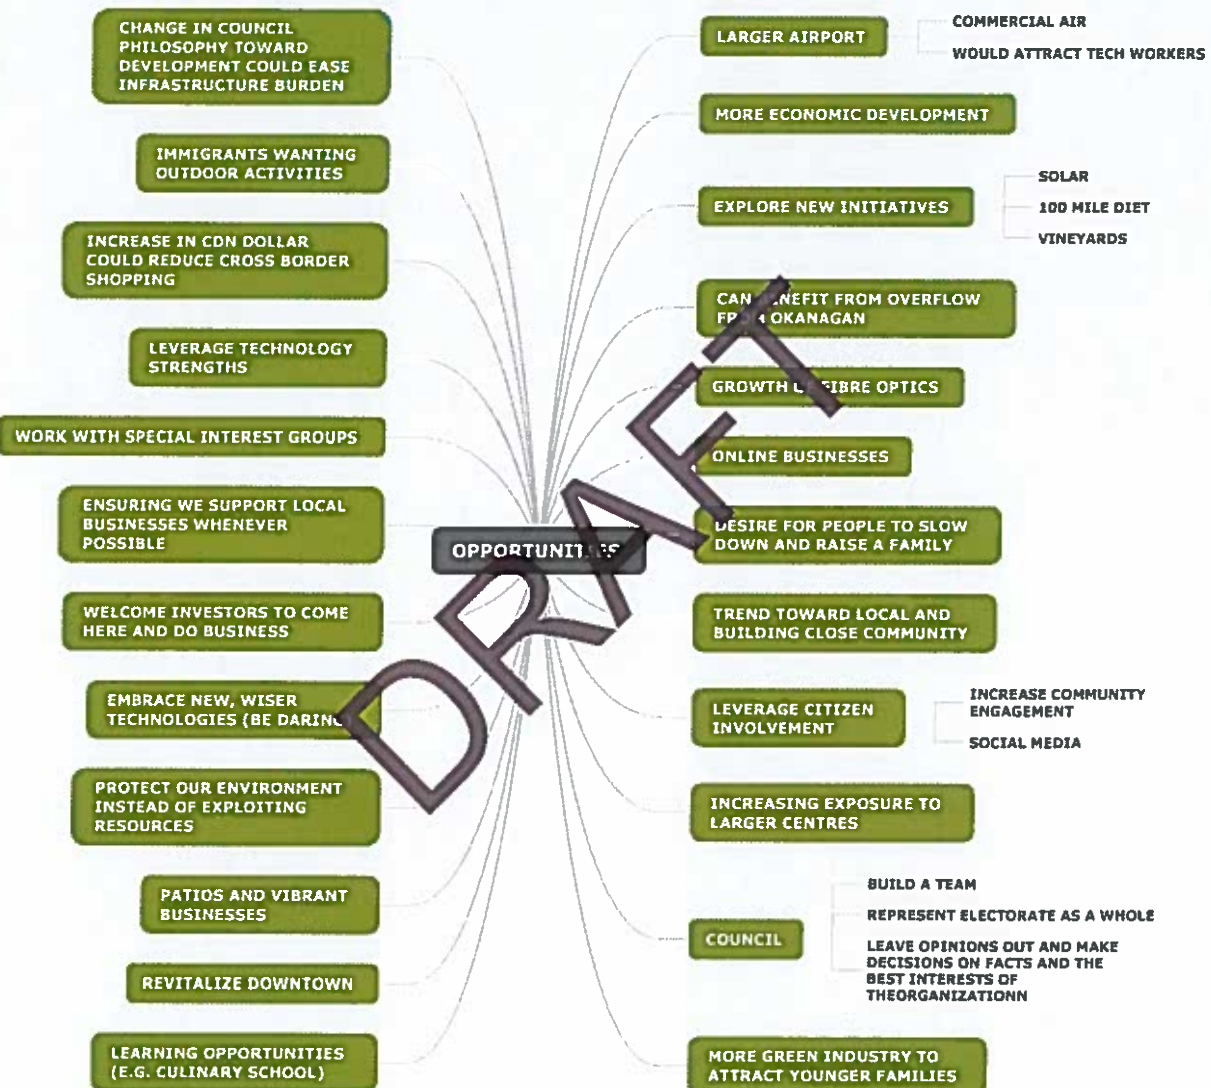 CHANGE IN COUNCIL
PHILOSOPHY TOWARD
DEVELOPMENT COULD EASE
INFRASTRUCTURE BURDEN
IMMIGRANTS WANTING
OUTDOOR ACTIVITIES
INCREASE IN CDN DOLLAR
COULD REDUCE CROSS BORDER
SHOPPING
LEVERAGE TECHNOLOGY
STRENGTHS
WORK WITH SPECIAL INTEREST GROUPS
ENSURING WE SUPPORT LOCAL
BUSINESSES WHENEVER
POSSIBLE
WELCOME INVESTORS TO COME
HERE AND DO BUSINESS
EMBRACE NEW, WISER
TECHNOLOGIES (BE DARING
PROTECT OUR ENVIRONMENT
INSTEAD OF EXPLOITING
RESOURCES
PATIOS AND VIBRANT
BUSINESSES
REVITALIZE DOWNTOWN
LEARNING OPPORTUNITIES
(E.G. CULINARY SCHOOL)
OPPORTUNITIES
DRAFT
LARGER AIRPORT
COMMERCIAL AIR
WOULD ATTRACT TECH WORKERS
MORE ECONOMIC DEVELOPMENT
EXPLORE NEW INITIATIVES
SOLAR
100 MILE DIET
VINEYARDS
CAN BENEFIT FROM OVERFLOW
FROM OKANAGAN
GROWTH OF FIBRE OPTICS
ONLINE BUSINESSES
DESIRE FOR PEOPLE TO SLOW
DOWN AND RAISE A FAMILY
TREND TOWARD LOCAL AND
BUILDING CLOSE COMMUNITY
LEVERAGE CITIZEN
INVOLVEMENT
INCREASE COMMUNITY
ENGAGEMENT
SOCIAL MEDIA
INCREASING EXPOSURE TO
LARGER CENTRES
COUNCIL
BUILD A TEAM
REPRESENT ELECTORATE AS A WHOLE
LEAVE OPINIONS OUT AND MAKE
DECISIONS ON FACTS AND THE
BEST INTERESTS OF
THEORGANIZATIONN
MORE GREEN INDUSTRY TO
ATTRACT YOUNGER FAMILIES